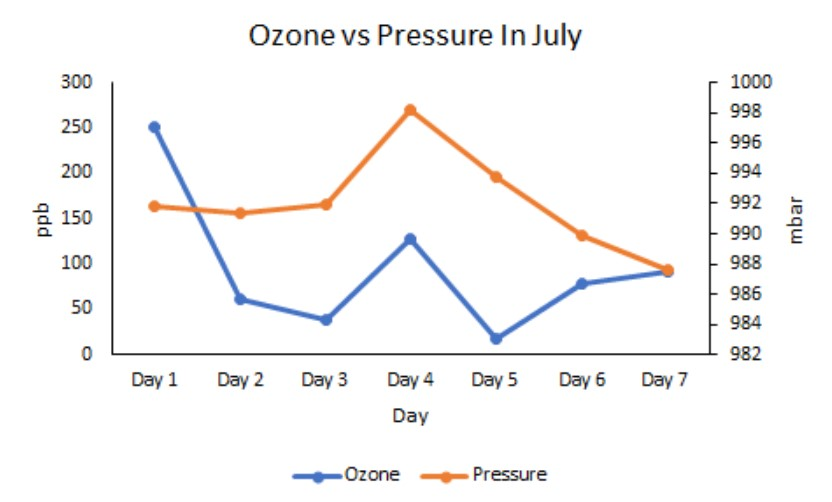 Ozone vs Pressure In July
300
250
200
150
100
50
0
ppb
1000
998
996
994
992
990
988
986
984
982
mbar
Day 1 Day 2 Day 3 Day 4 Day 5 Day 6 Day 7
Day
Ozone Pressure